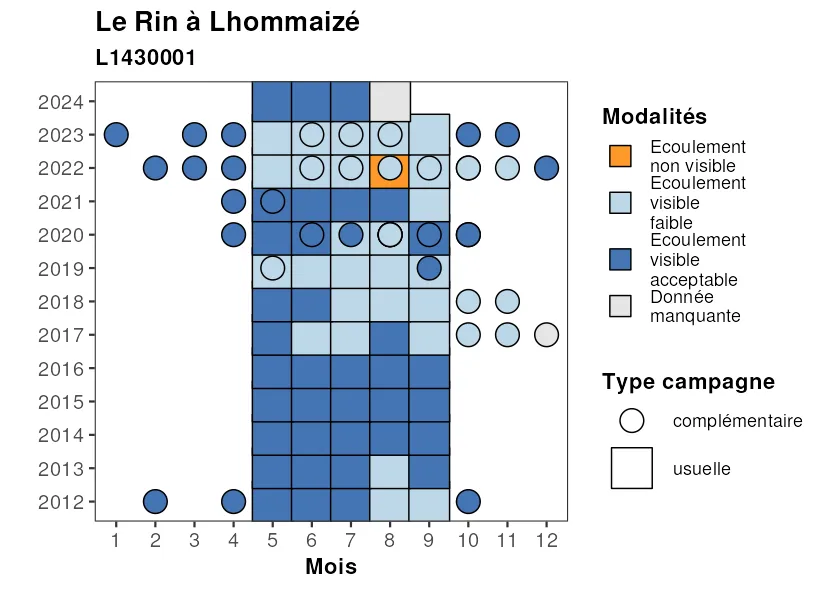 Le Rin à Lhommaizé
L1430001
2024
2023
2022
2021
2020
2019
2018
2017
2016
2015
2014
2013
2012
1 2 3 4 5 6 7 8 9 10 11 12
Mois
Modalités
Ecoulement
non visible
Ecoulement
visible
faible
Ecoulement
visible
acceptable
Donnée
manquante
Type campagne
complémentaire
usuelle